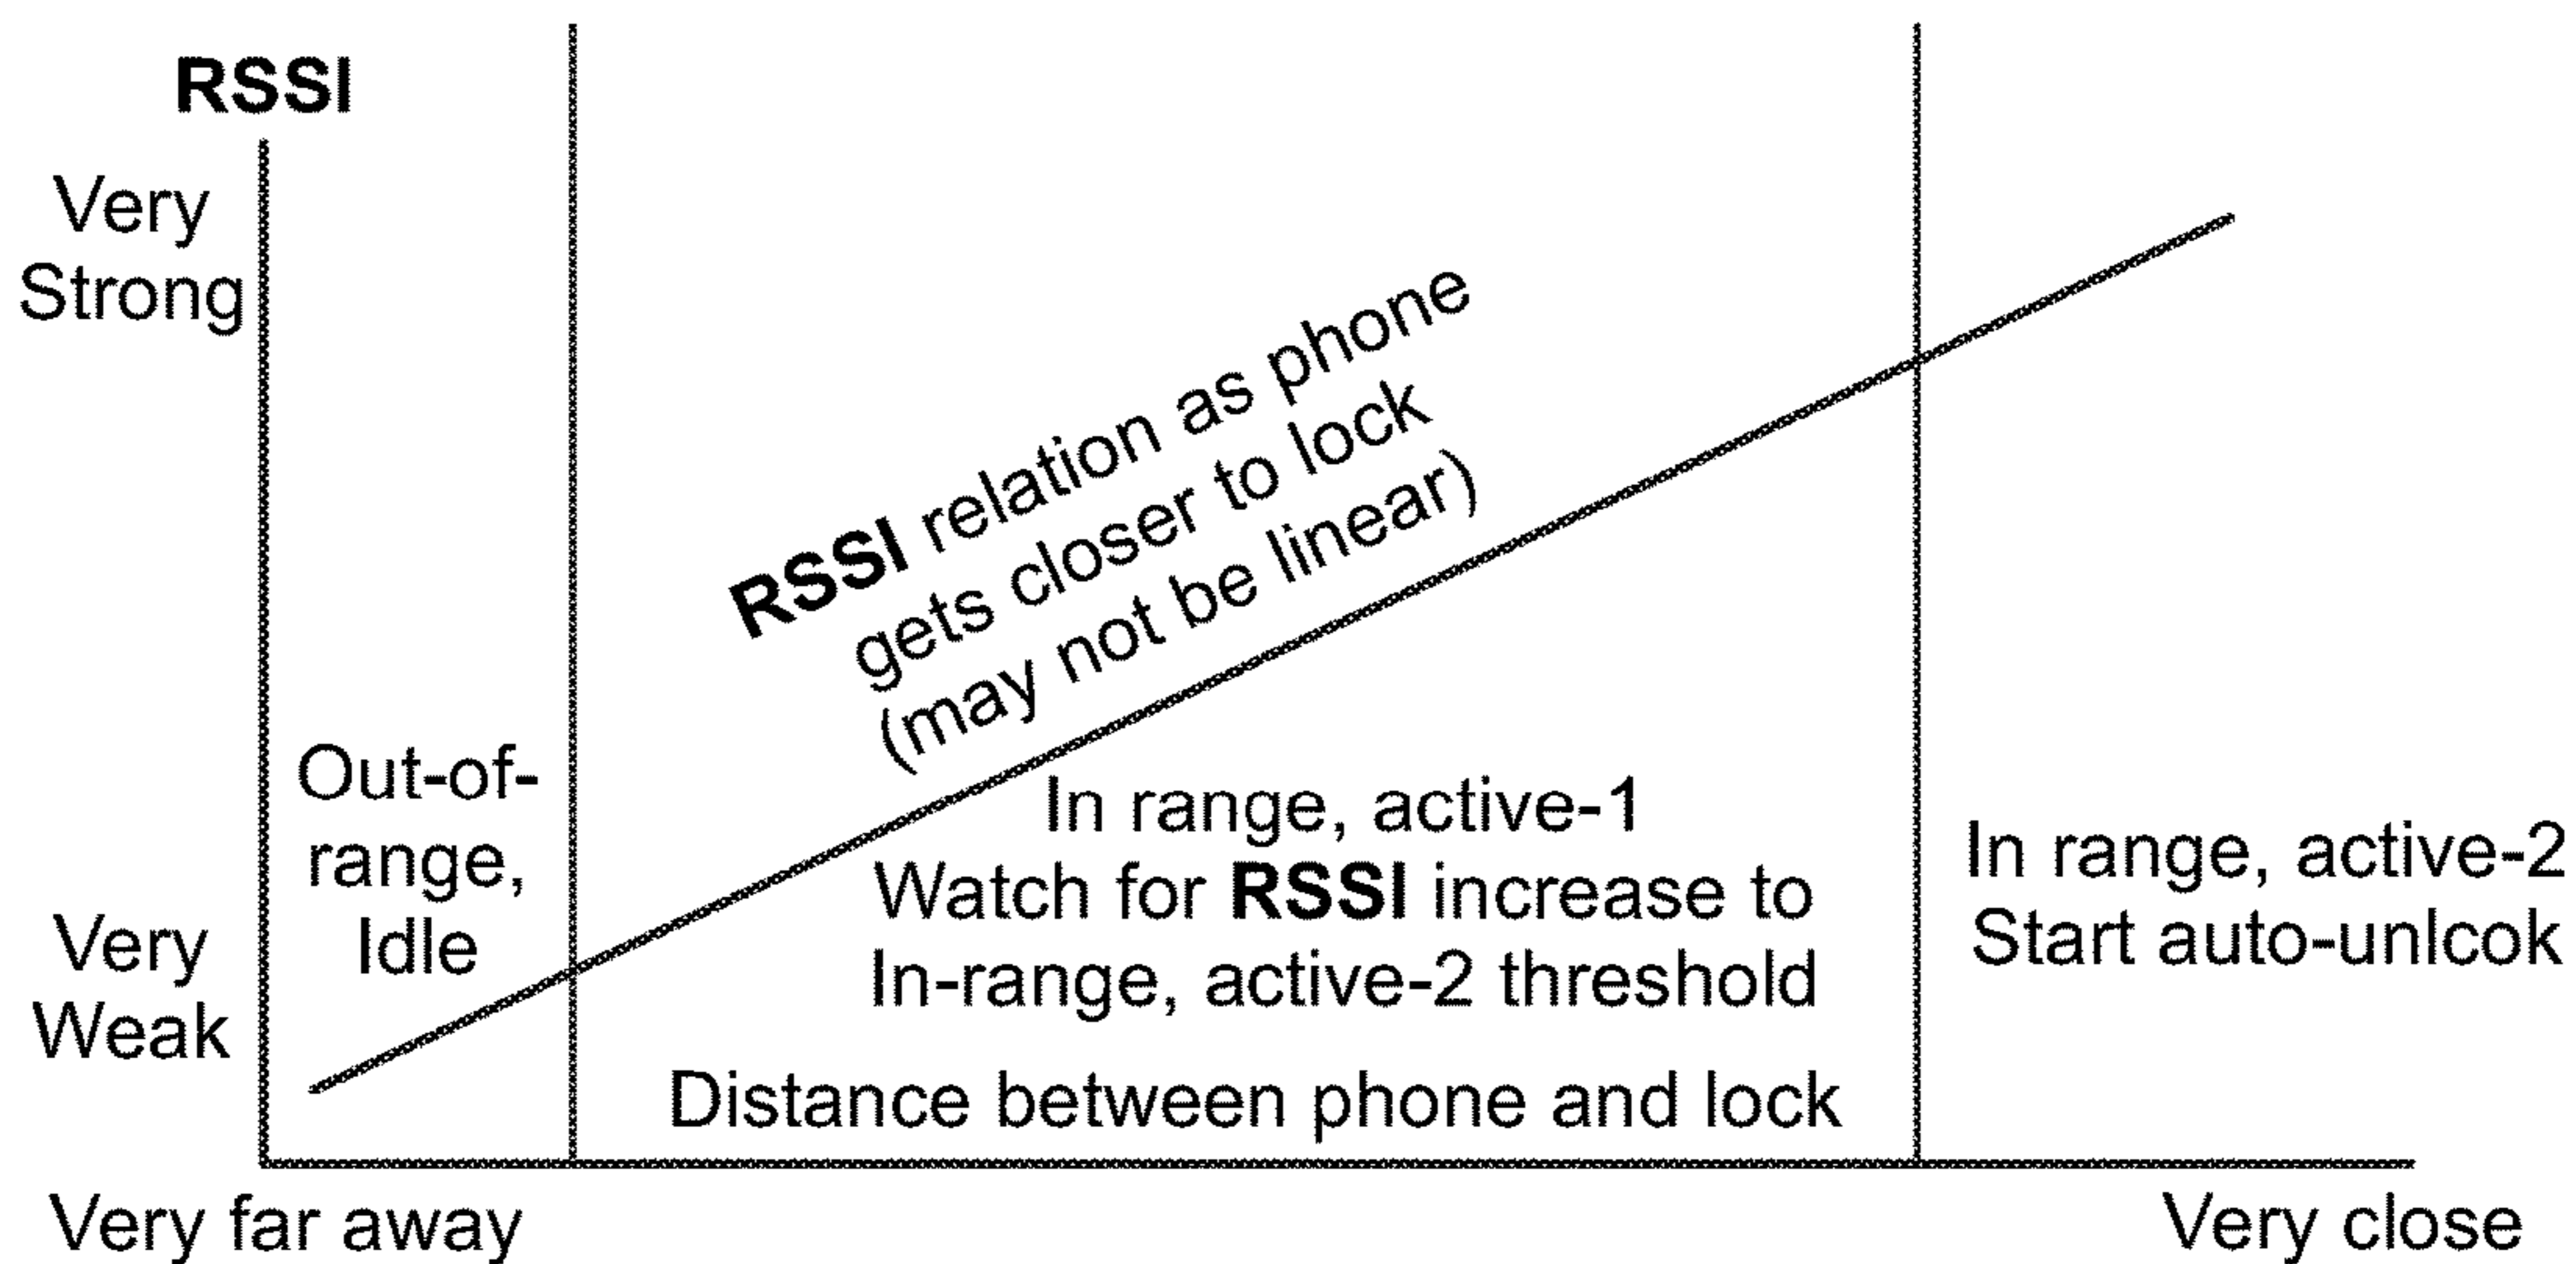 RSSI
Very
Strong
RSSI relation as phone
gets closer to lock
(may not be linear)
Out-of-
range,
Idle
In range, active-1
Watch for RSSI increase to
In-range, active-2 threshold
In range, active-2
Start auto-unlcok
Very
Weak
Distance between phone and lock
Very far away
Very close